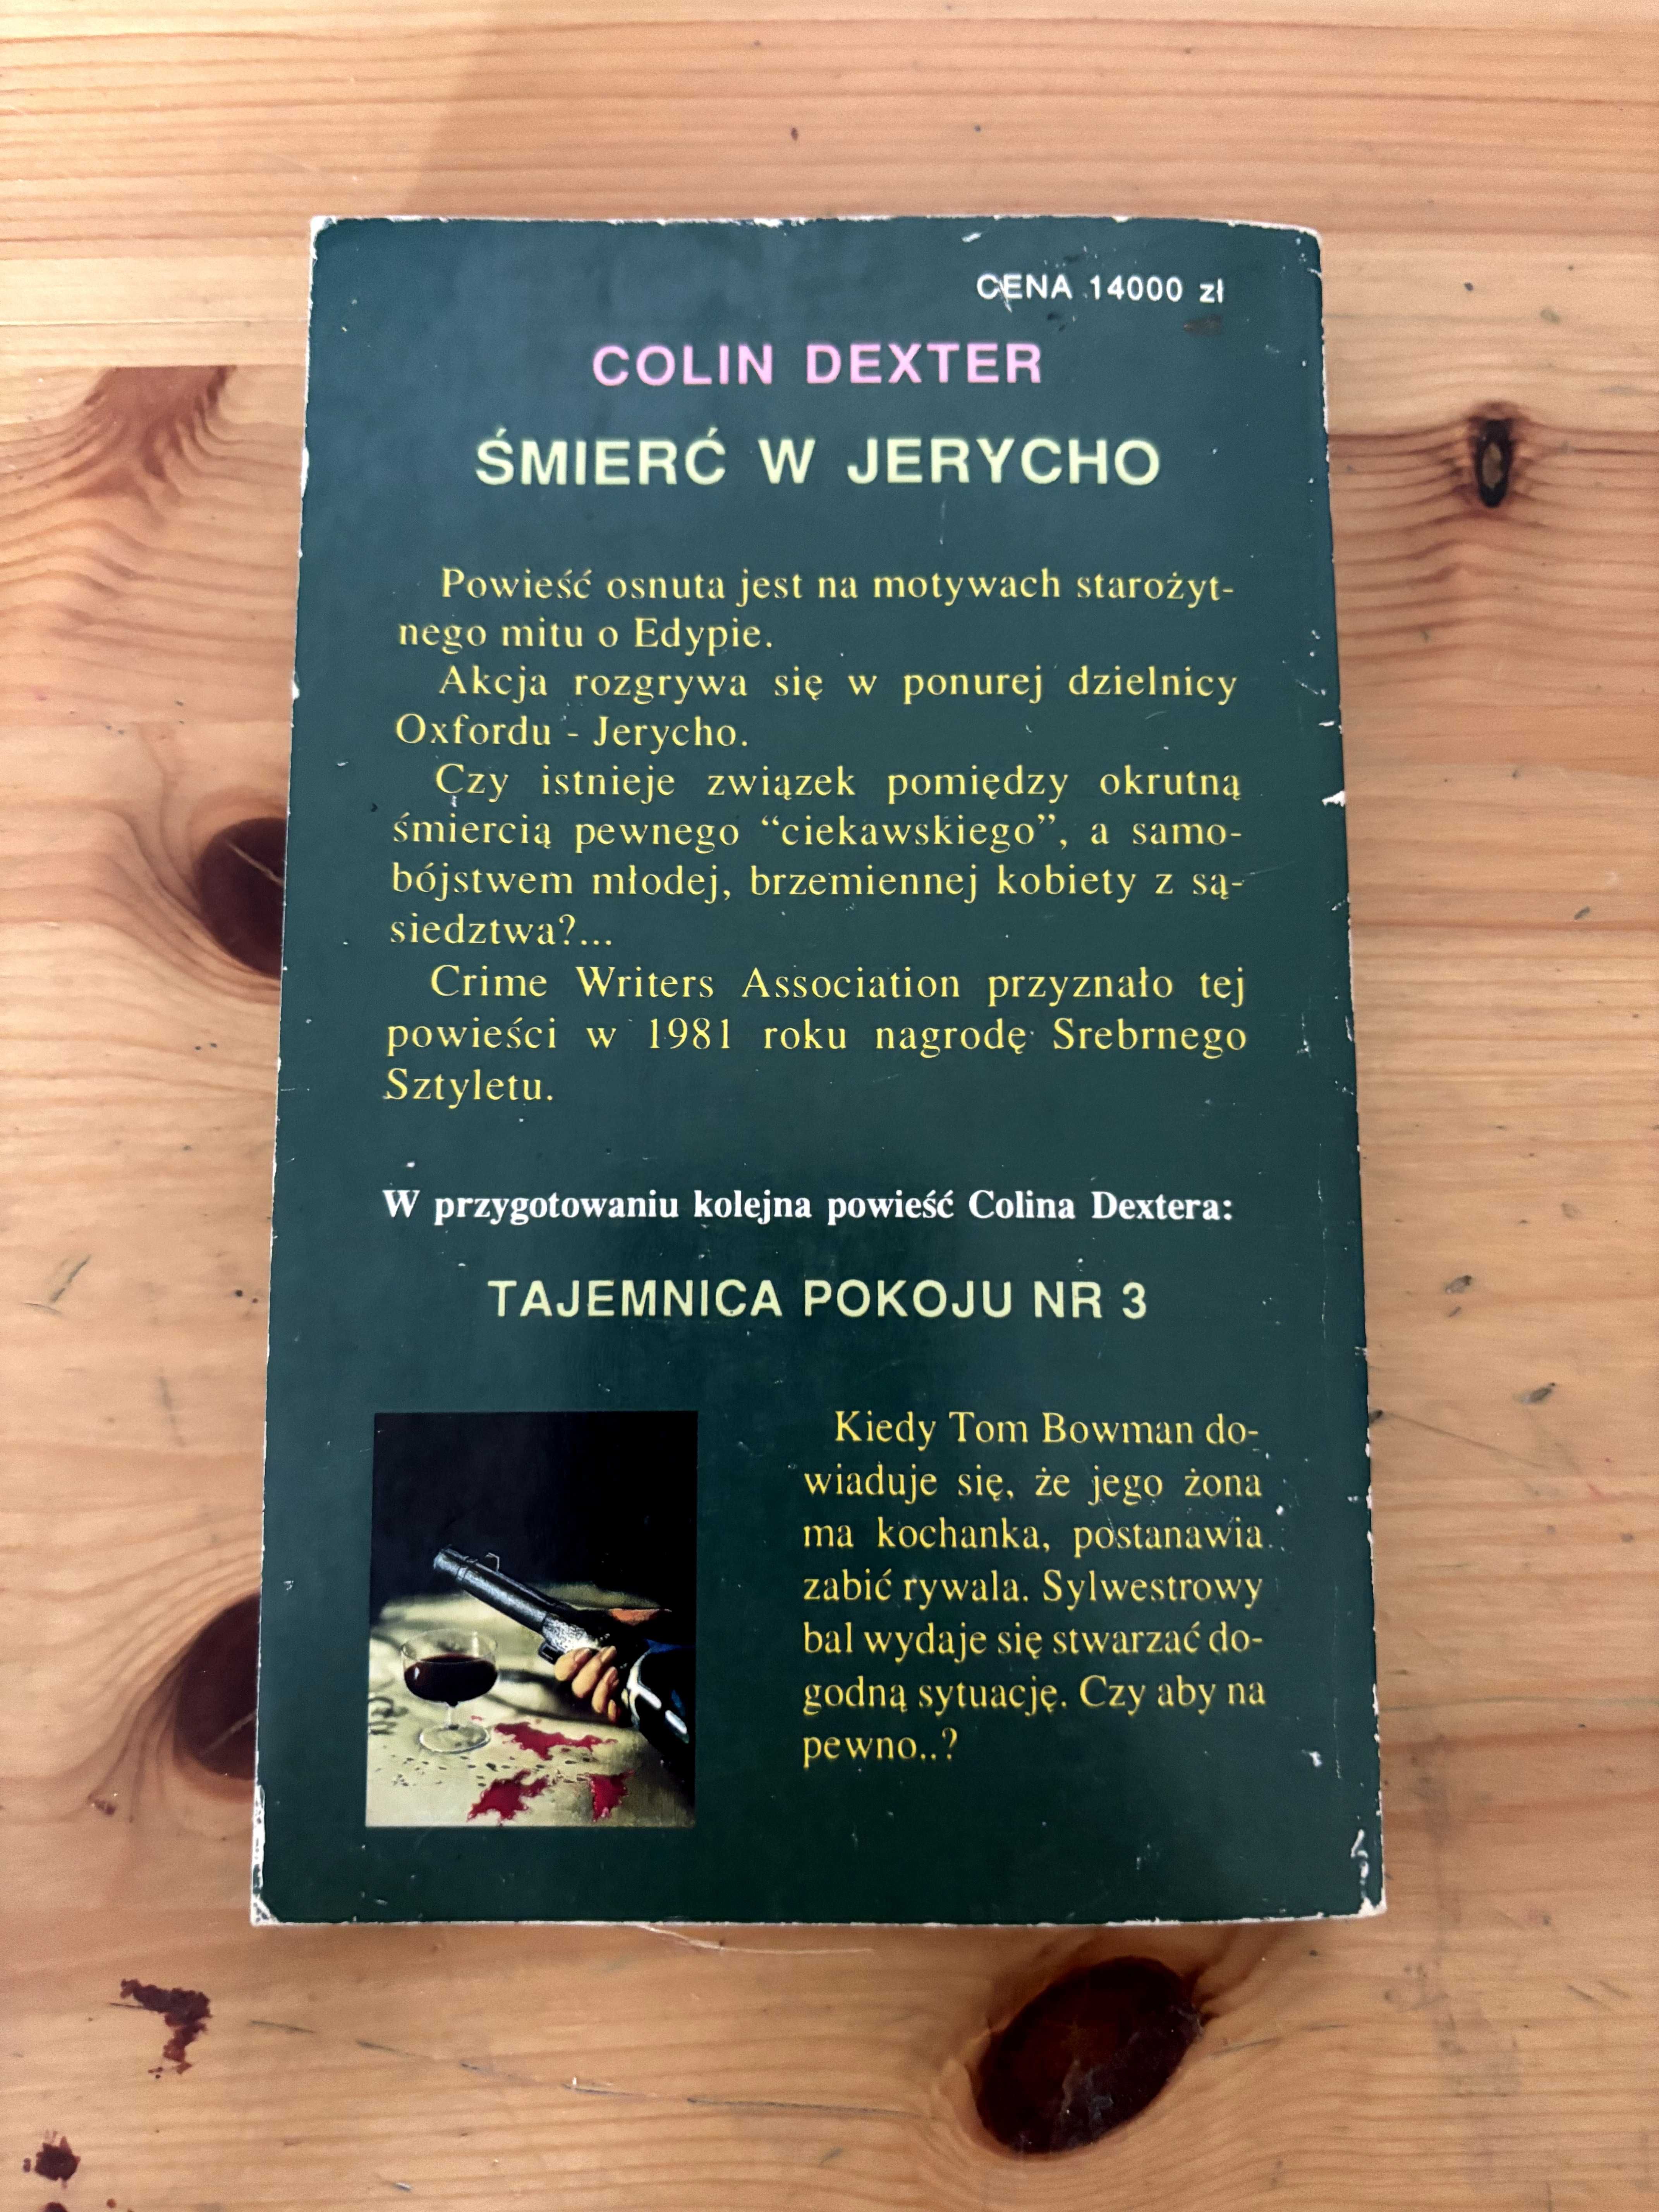 CENA 14000 zł
COLIN DEXTER
ŚMIERĆ W JERYCHO
Powieść osnuta jest na motywach starożyt-
nego mitu o Edypie.
Akcja rozgrywa się w ponurej dzielnicy
Oxfordu - Jerycho.
Czy istnieje związek pomiędzy okrutną
śmiercią pewnego “ciekawskiego”, a samo-
bójstwem młodej, brzemiennej kobiety z są-
siedztwa?...
Crime Writers Association przyznało tej
powieści w 1981 roku nagrodę Srebrnego
Sztyletu.
W przygotowaniu kolejna powieść Colina Dextera:
TAJEMNICA POKOJU NR 3
Kiedy Tom Bowman do-
wiaduje się, że jego żona
ma kochanka, postanawia
zabić rywala. Sylwestrowy
bal wydaje się stwarzać do-
godną sytuację. Czy aby na
pewno..?